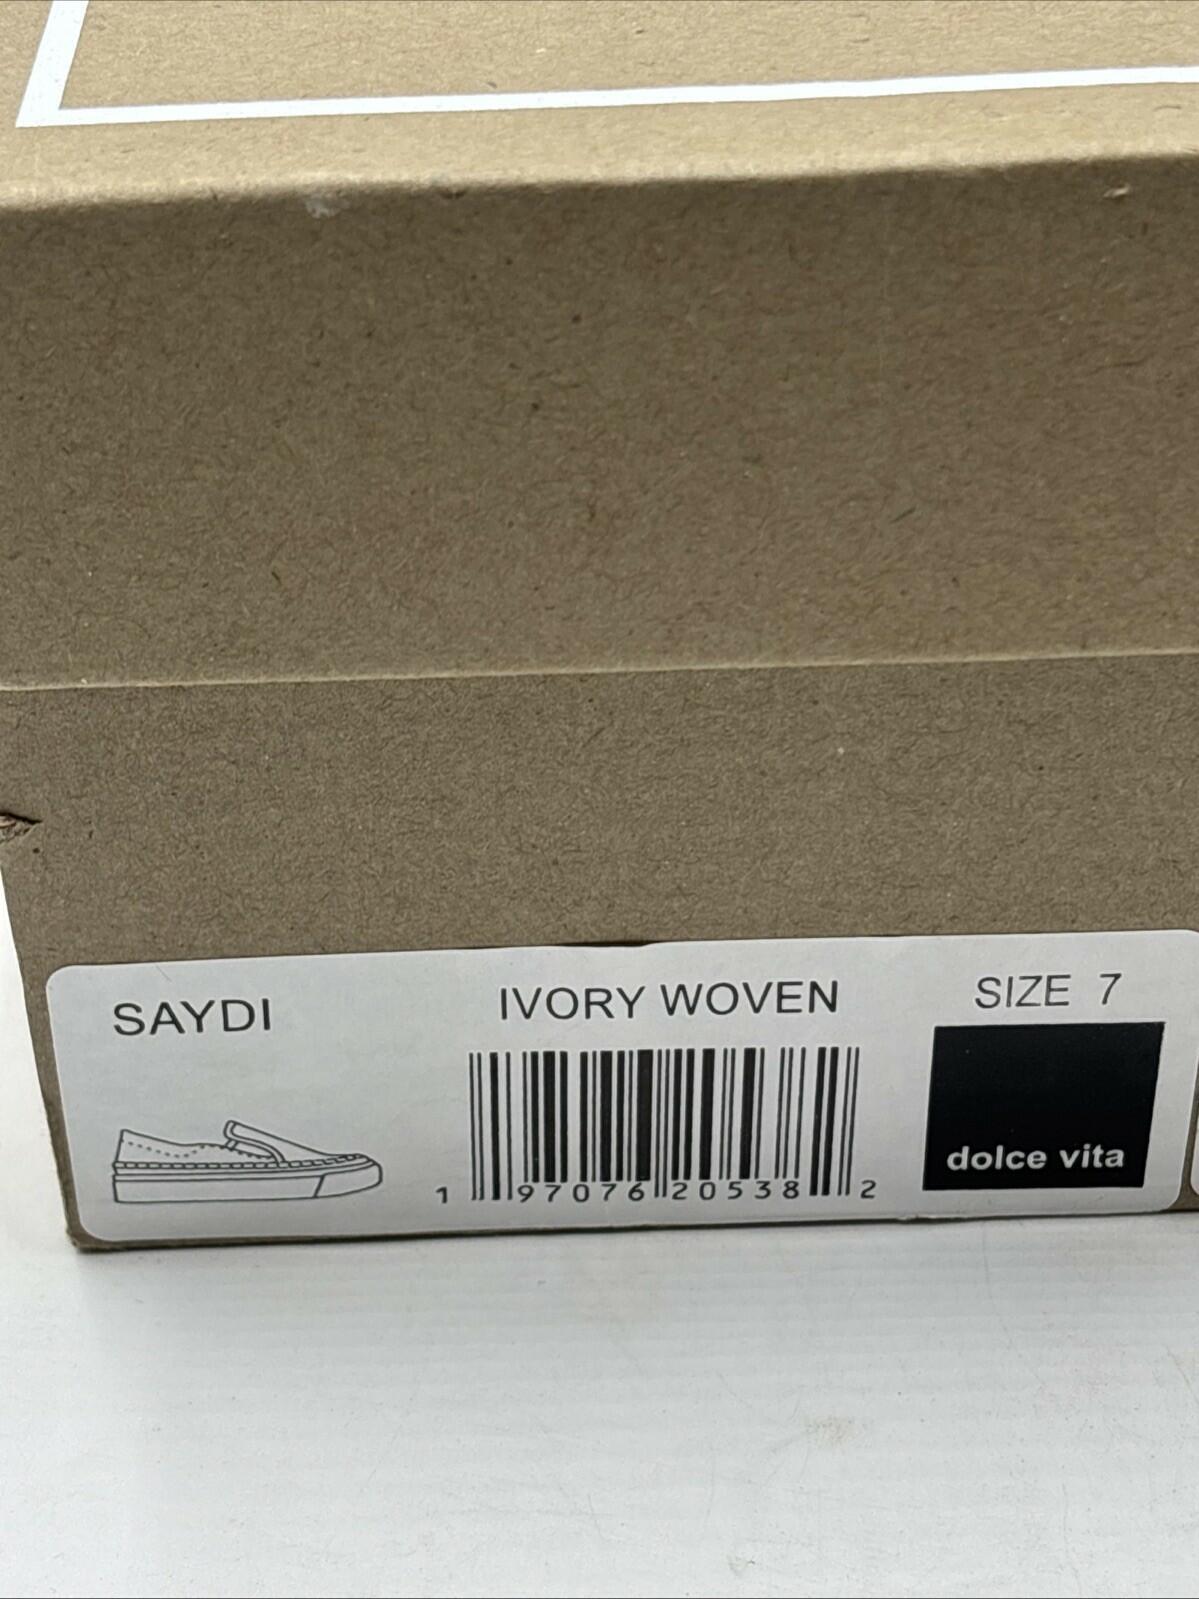 SAYDI
IVORY WOVEN
SIZE 7
dolce vita
1 97076 20538 2